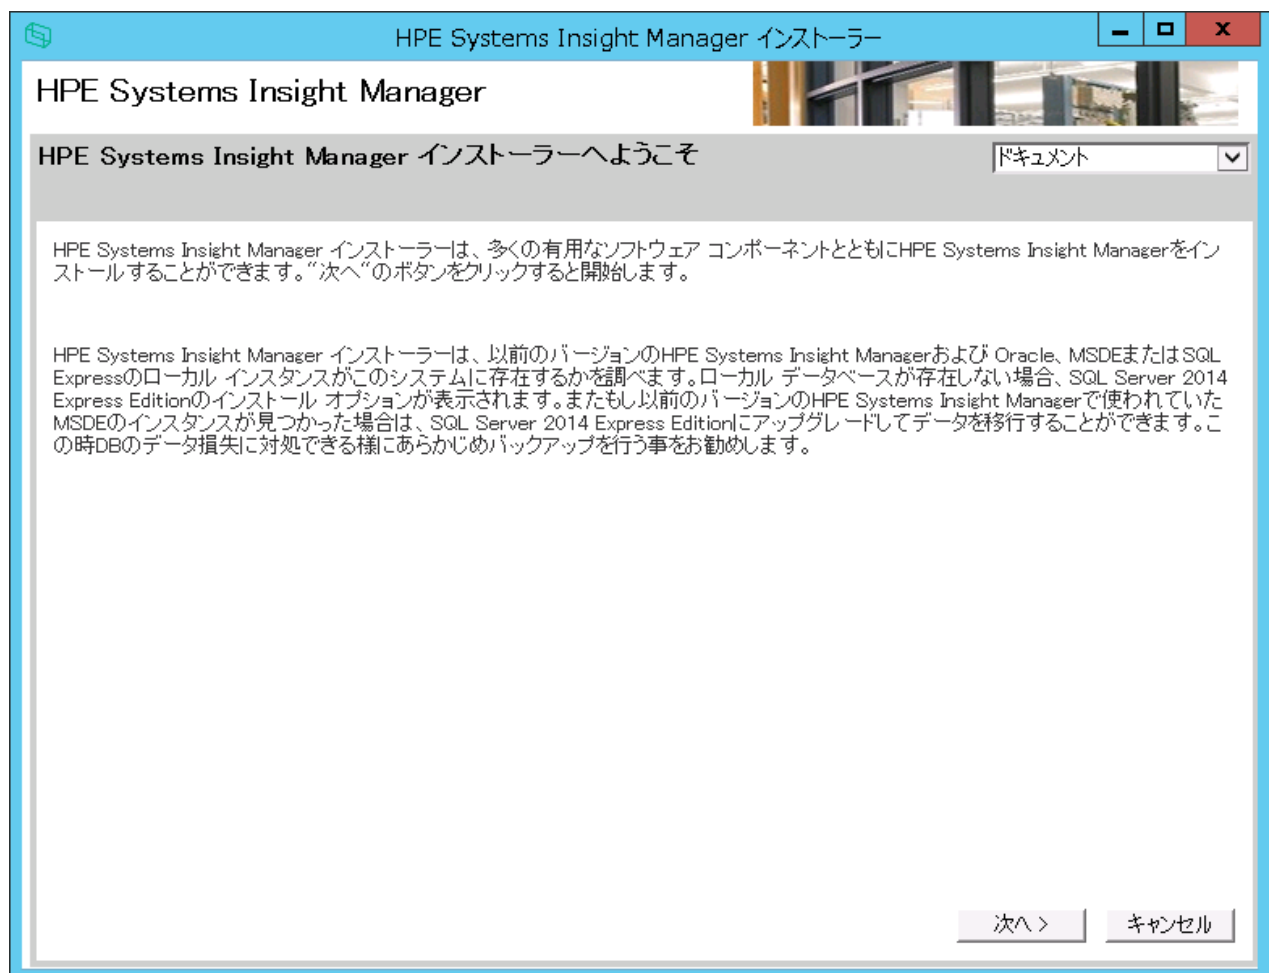 HPE Systems Insight Manager インストーラー
HPE Systems Insight Manager
HPE Systems Insight Manager インストーラーへようこそ
ドキュメント
HPE Systems Insight Manager インストーラーは、多くの有用なソフトウェア コンポーネントとともにHPE Systems Insight Managerをイン
ストールすることができます。“次へ“のボタンをクリックすると開始します。
HPE Systems Insight Manager インストーラーは、以前のバージョンのHPE Systems Insight Managerおよび Oracle、MSDEまたはSQL
Expressのローカル インスタンスがこのシステムに存在するかを調べます。ローカル データベースが存在しない場合、SQL Server 2014
Express Editionのインストール オプションが表示されます。またもし以前のバージョンのHPE Systems Insight Managerで使われていた
MSDEのインスタンスが見つかった場合は、SQL Server 2014 Express Editionにアップグレードしてデータを移行することができます。こ
の時DBのデータ損失に対処できる様にあらかじめバックアップを行う事をお勧めします。
次へ >
キャンセル